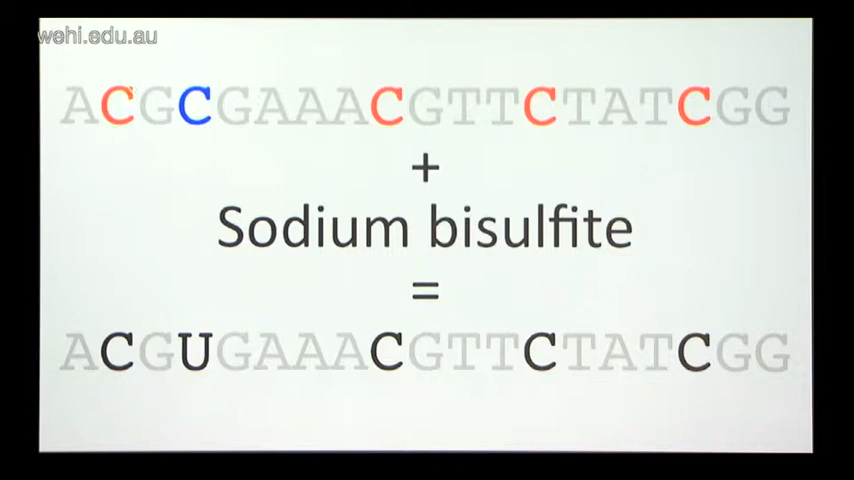 wehi.edu.au
ACGCGAAACGTTCTATCGG
+
Sodium bisulfite
=
ACGUGAAACGTTCTATCGG